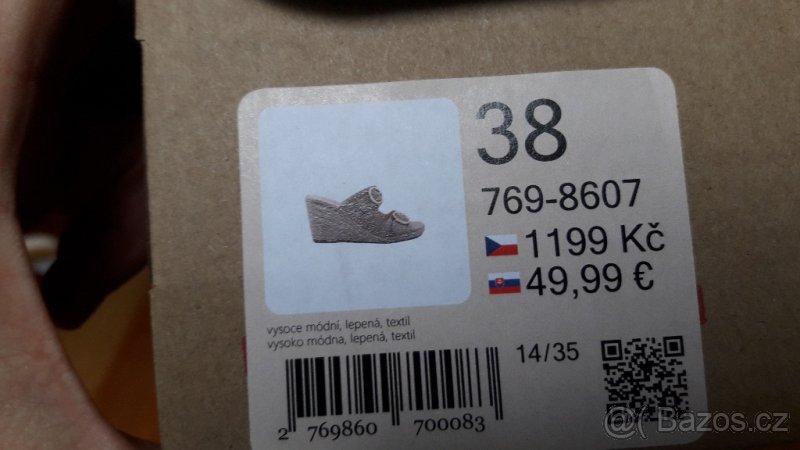 38
769-8607
1199 Kč
49,99 €
vysoce módní, lepená, textil
vysoko módna, lepená, textil
14/35
2 769860 700083
@ Bazos.cz